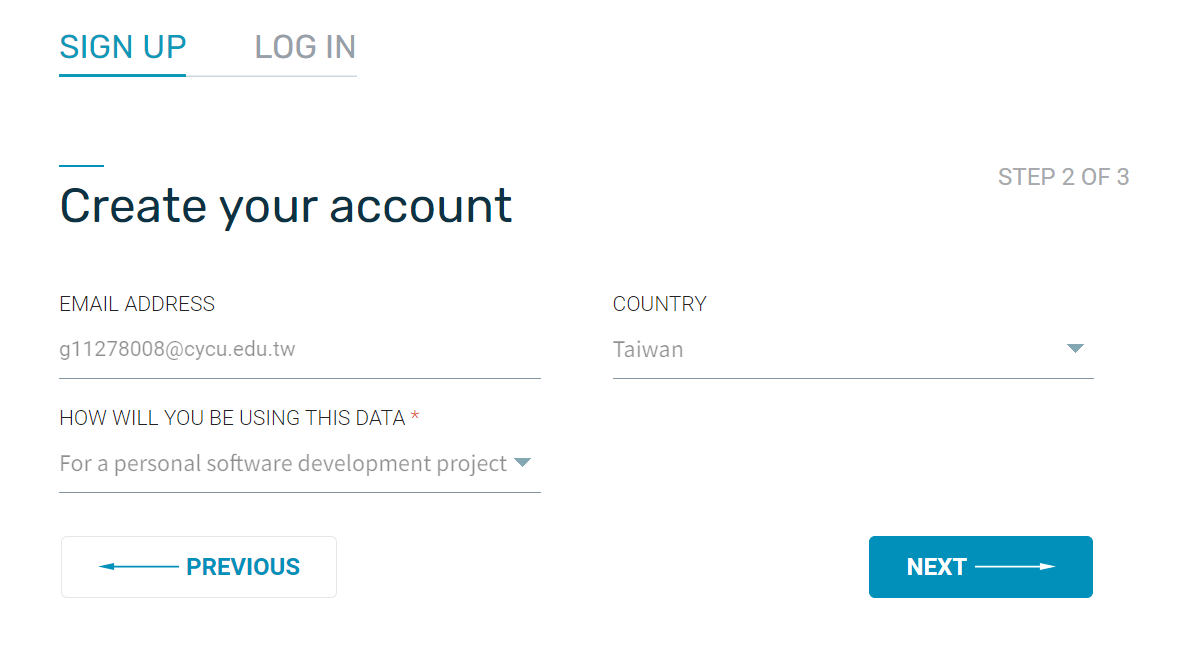 SIGN UP LOG IN
STEP 2 OF 3
Create your account
EMAIL ADDRESS COUNTRY
g11278008@cycu.edu.tw Taiwan
HOW WILL YOU BE USING THIS DATA *
For a personal software development project
PREVIOUS NEXT